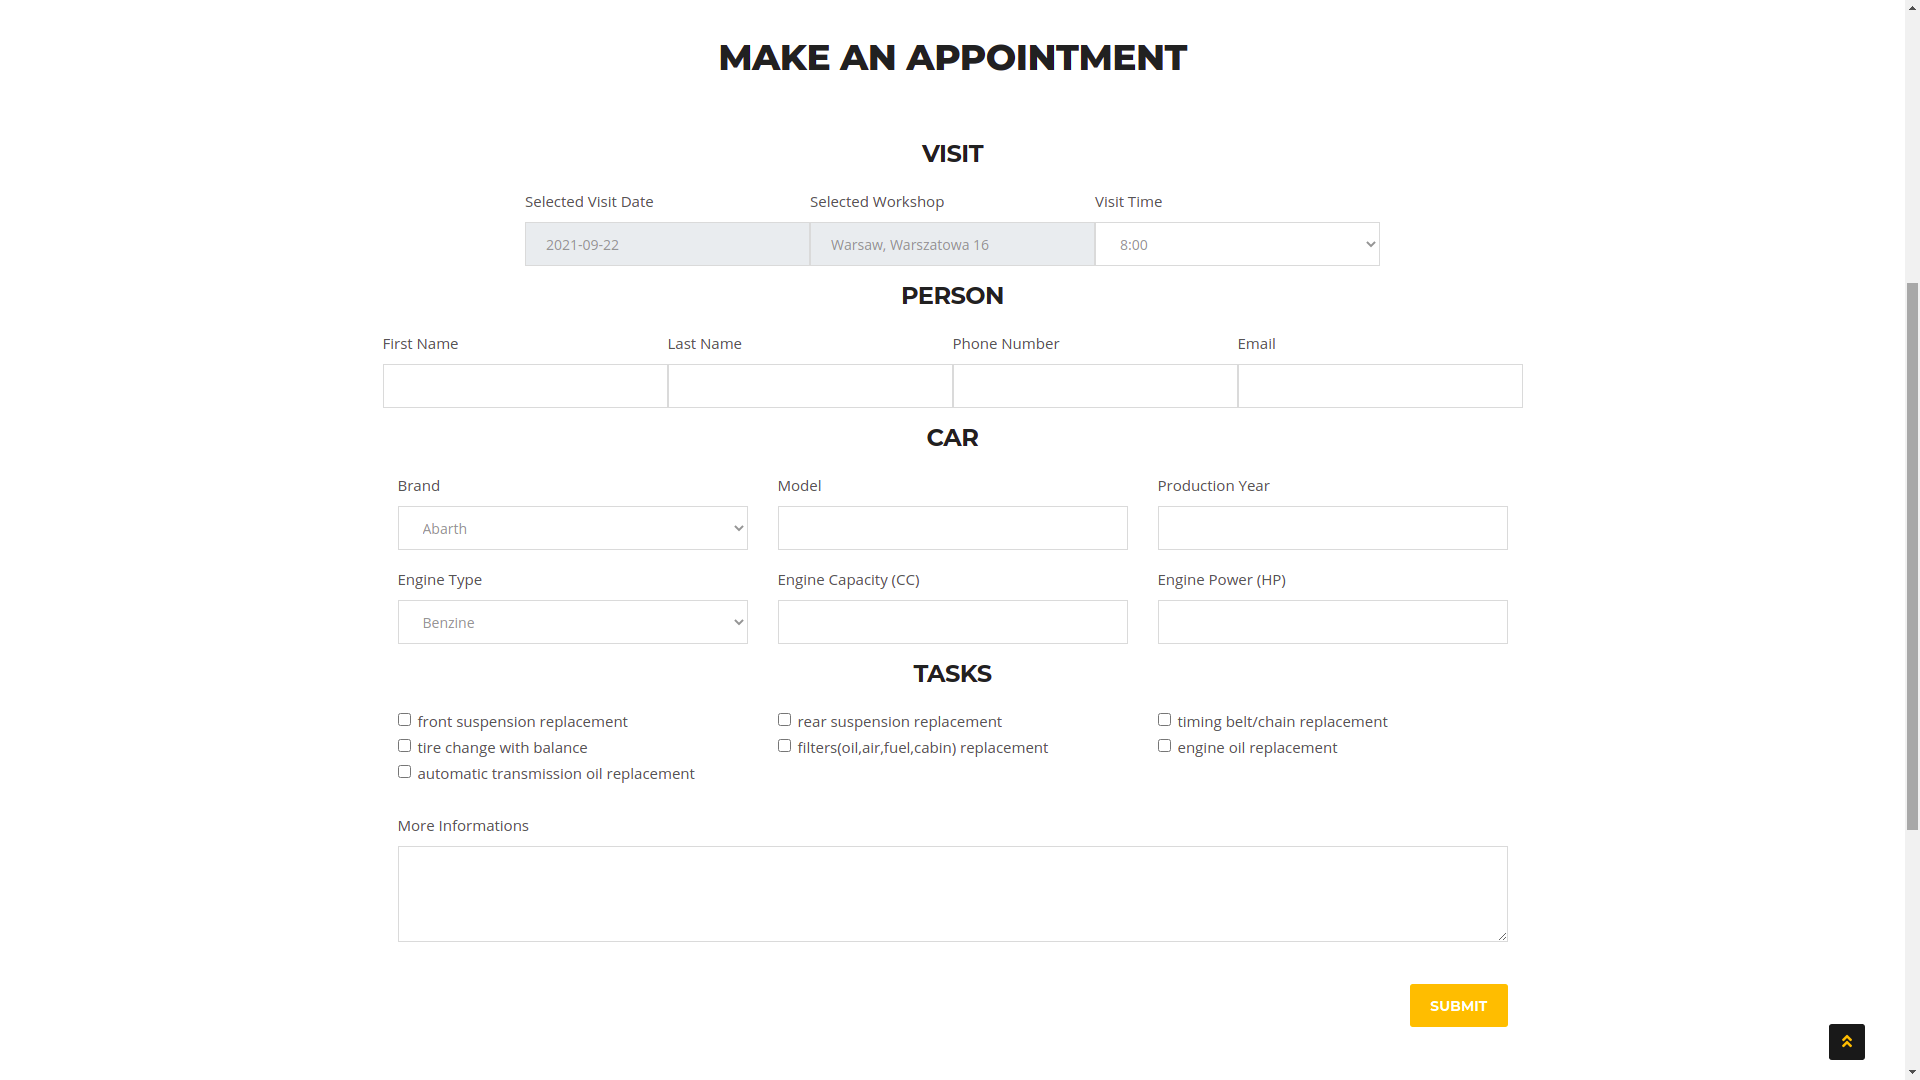 MAKE AN APPOINTMENT
VISIT
Selected Visit Date Selected Workshop Visit Time
2021-09-22 Warsaw, Warszatowa 16 8:00
PERSON
First Name Last Name Phone Number Email
CAR
Brand Model Production Year
Abarth
Engine Type Engine Capacity (CC) Engine Power (HP)
Benzine
TASKS
front suspension replacement rear suspension replacement timing belt/chain replacement
tire change with balance filters(oil,air,fuel,cabin) replacement engine oil replacement
automatic transmission oil replacement
More Informations
SUBMIT